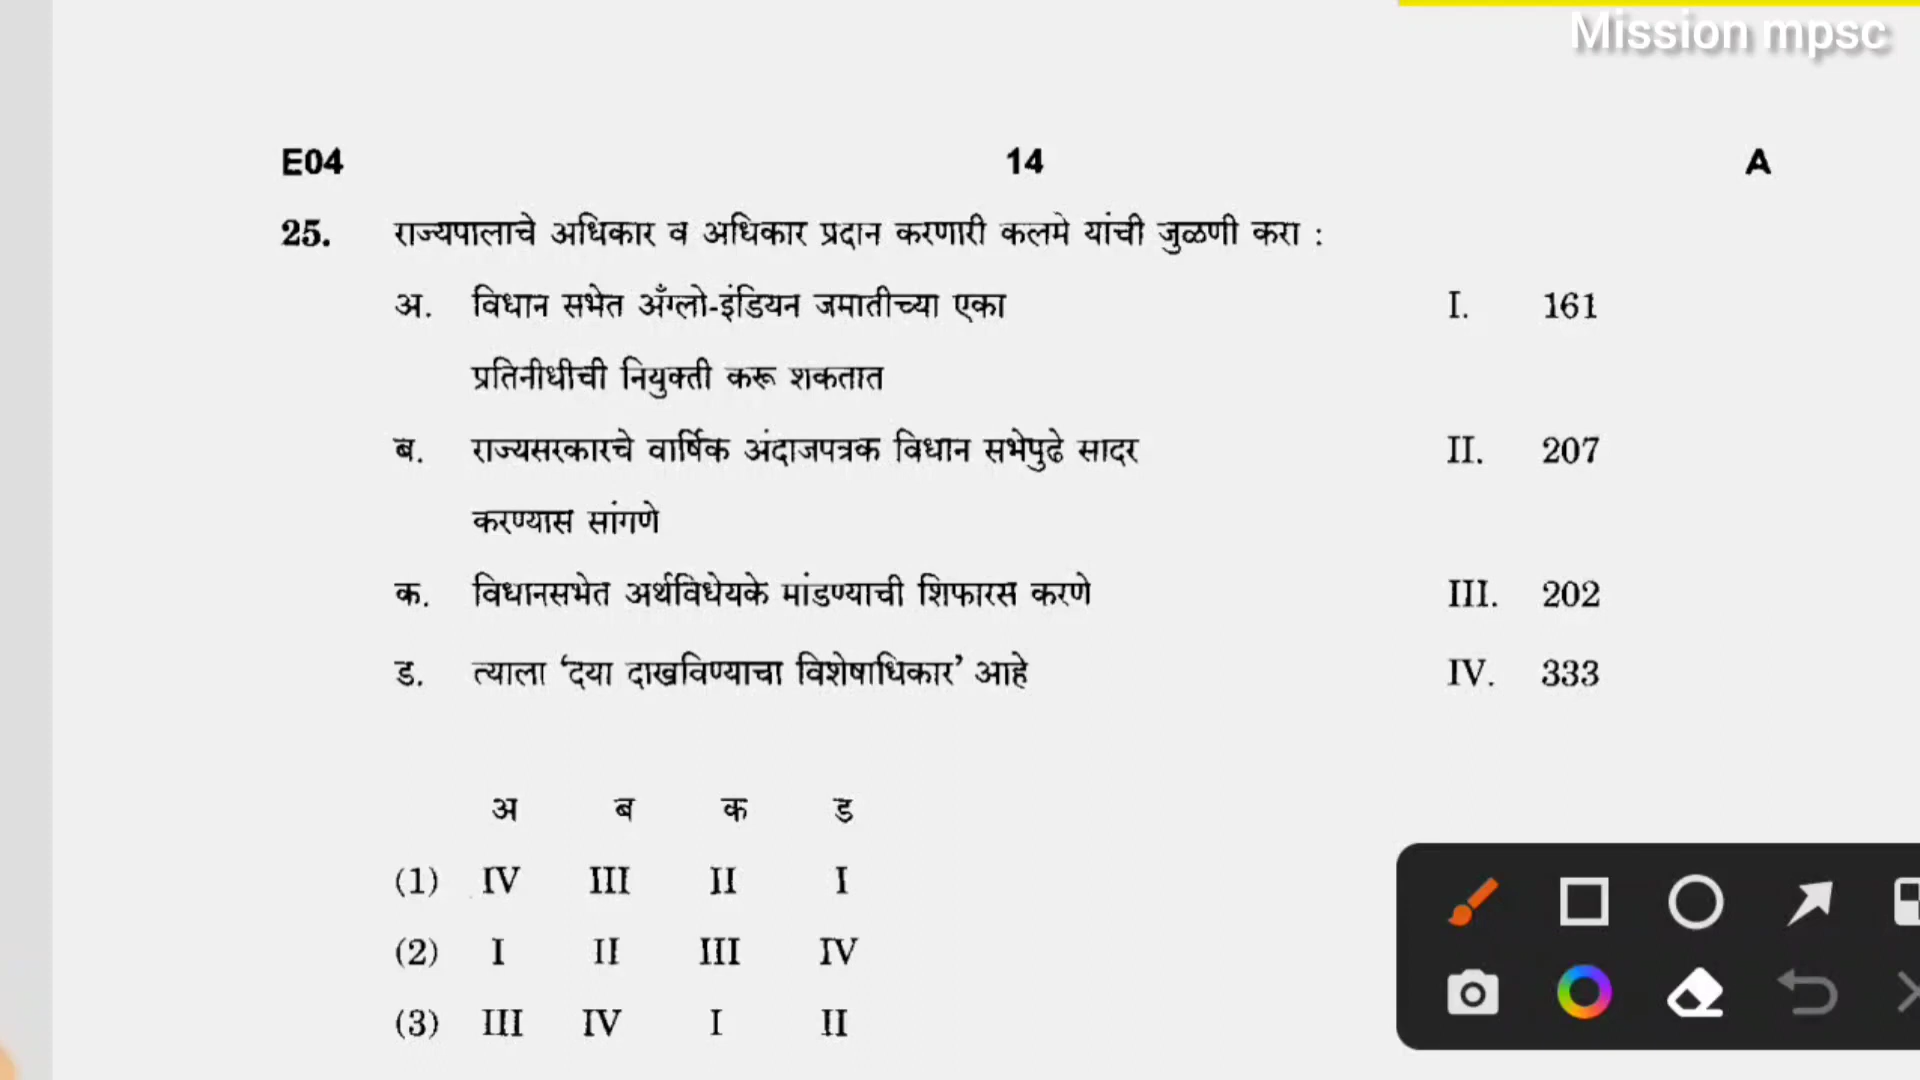 Mission mpsc
E04 14 A
25. राज्यपालाचे अधिकार व अधिकार प्रदान करणारी कलमे यांची जुळणी करा :
अ. विधान सभेत अँग्लो-इंडियन जमातीच्या एका I. 161
प्रतिनीधीची नियुक्ती करू शकतात
ब. राज्यसरकारचे वार्षिक अंदाजपत्रक विधान सभेपुढे सादर II. 207
करण्यास सांगणे
क. विधानसभेत अर्थविधेयके मांडण्याची शिफारस करणे III. 202
ड. त्याला ‘दया दाखविण्याचा विशेषाधिकार’ आहे IV. 333
अ ब क ड
(1) IV III II I
(2) I II III IV
(3) III IV I II